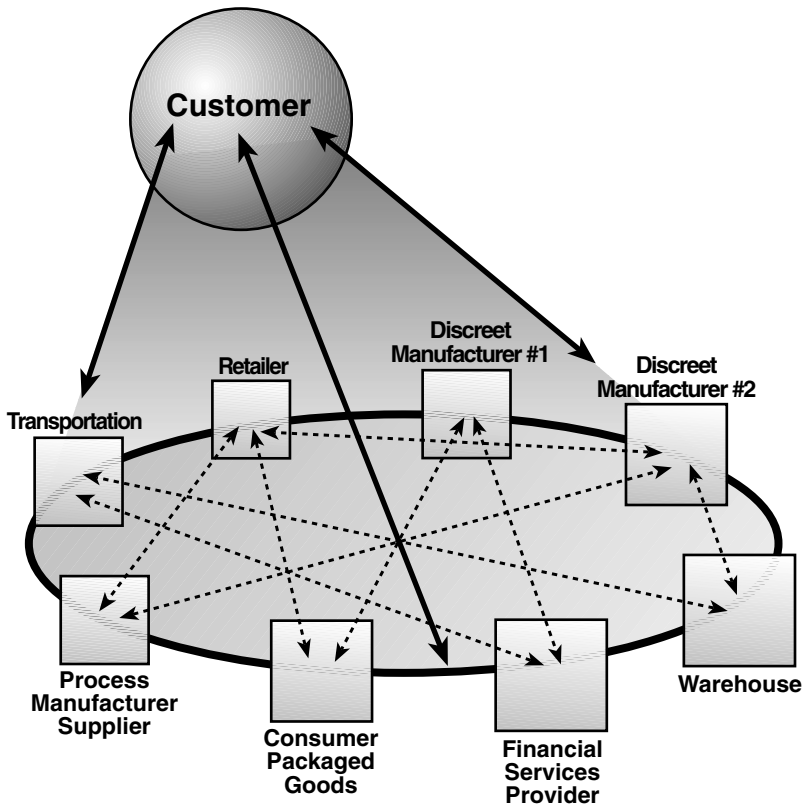 Customer
Discreet
Manufacturer #1
Retailer
Discreet
Manufacturer #2
Transportation
Process
Manufacturer
Supplier
Consumer
Packaged
Goods
Financial
Services
Provider
Warehouse